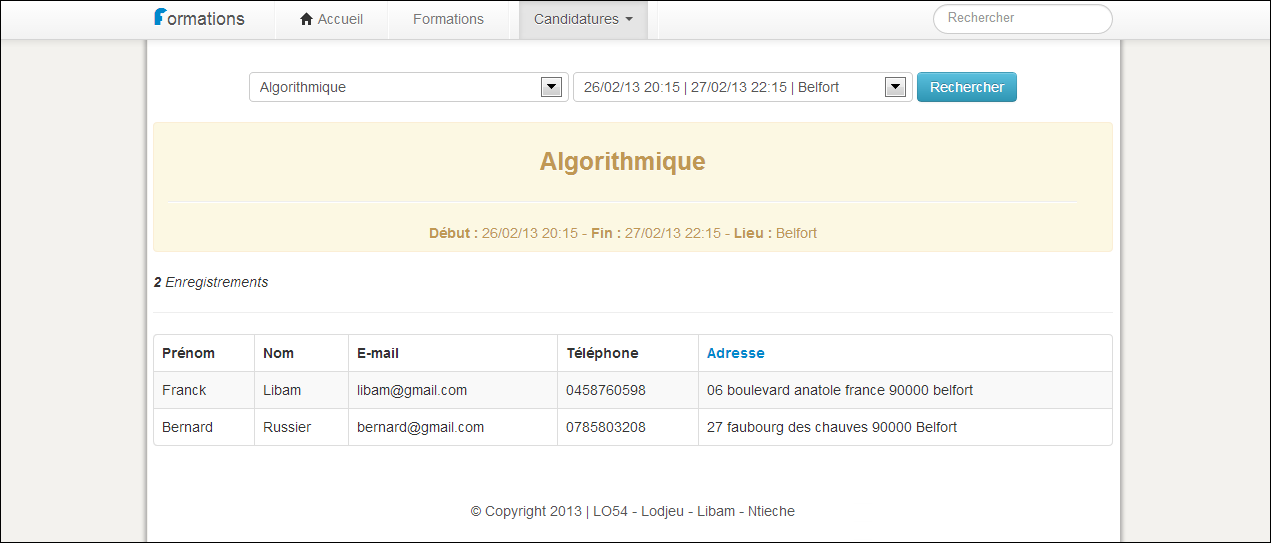 Formations Accueil Formations Candidatures Rechercher
Algorithmique 26/02/13 20:15 | 27/02/13 22:15 | Belfort Rechercher
Algorithmique
Début : 26/02/13 20:15 - Fin : 27/02/13 22:15 - Lieu : Belfort
2 Enregistrements
Prénom Nom E-mail Téléphone Adresse
Franck Libam libam@gmail.com 0458760598 06 boulevard anatole france 90000 belfort
Bernard Russier bernard@gmail.com 0785803208 27 faubourg des chauves 90000 Belfort
© Copyright 2013 | LO54 - Lodjeu - Libam - Ntieche